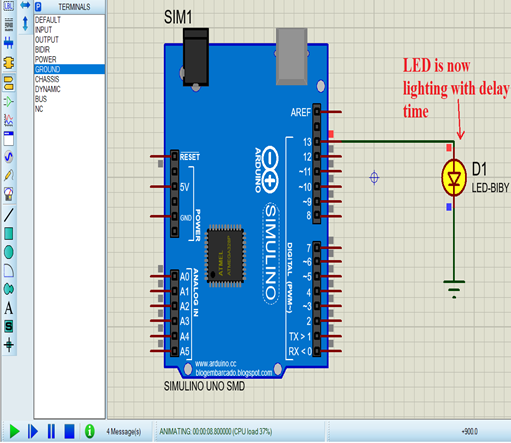 LBL
P
TERMINALS
DEFAULT
INPUT
OUTPUT
BIDIR
POWER
GROUND
CHASSIS
DYNAMIC
BUS
NC
A
S
SIM1
LED is now
lighting with delay
time
AREF
13
12
~11
~10
~9
8
7
~6
~5
4
~3
2
TX > 1
RX < 0
RESET
5V
GND
POWER
A0
A1
A2
A3
A4
A5
ANALOG IN
ARDUINO
SIMULINO
DIGITAL (PWM~)
ATMEL
www.arduino.cc
blogembarcado.blogspot.com
SIMULINO UNO SMD
D1
LED-BIBY
4 Message(s)
ANIMATING: 00:00:08.800000 (CPU load 37%)
+900.0